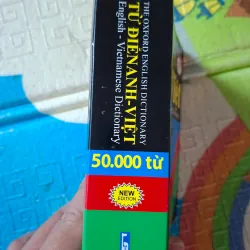 THE OXFORD ENGLISH DICTIONARY
TỪ ĐIỂN ANH-VIỆT
English - Vietnamese Dictionary
50.000 từ
NEW
EDITION